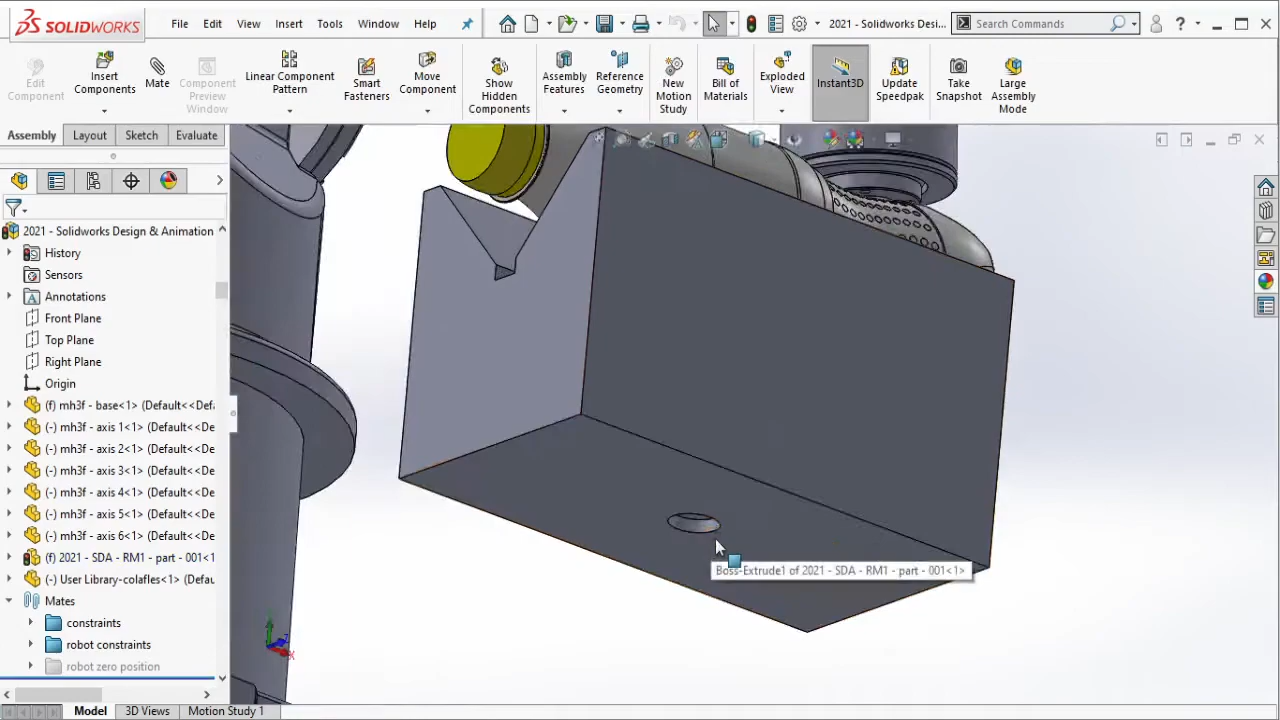 SOLIDWORKS
File Edit View Insert Tools Window Help
2021 - Solidworks Desi...
Search Commands
Edit Component
Insert Components
Mate
Component Preview Window
Linear Component Pattern
Smart Fasteners
Move Component
Show Hidden Components
Assembly Features
Reference Geometry
New Motion Study
Bill of Materials
Exploded View
Instant3D
Update Speedpak
Take Snapshot
Large Assembly Mode
Assembly Layout Sketch Evaluate
2021 - Solidworks Design & Animation
History
Sensors
Annotations
Front Plane
Top Plane
Right Plane
Origin
(f) mh3f - base<1> (Default<<Def
(-) mh3f - axis 1<1> (Default<<De
(-) mh3f - axis 2<1> (Default<<De
(-) mh3f - axis 3<1> (Default<<De
(-) mh3f - axis 4<1> (Default<<De
(-) mh3f - axis 5<1> (Default<<De
(-) mh3f - axis 6<1> (Default<<De
(f) 2021 - SDA - RM1 - part - 001<1
(-) User Library-colafles<1> (Defau
Mates
constraints
robot constraints
robot zero position
Boss-Extrude1 of 2021 - SDA - RM1 - part - 001<1>
Model 3D Views Motion Study 1